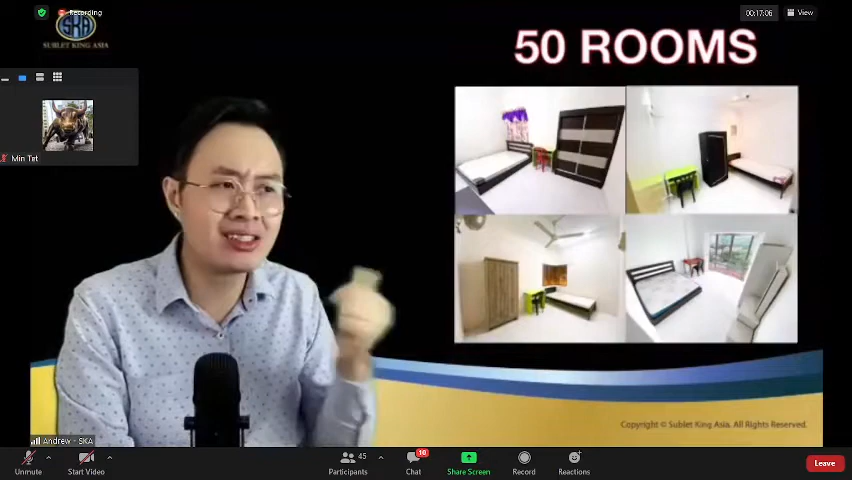 Recording
00:17:06
View
SKA
SUBLET KING ASIA
50 ROOMS
Min Tet
Andrew - SKA
Copyright © Sublet King Asia. All Rights Reserved.
Unmute
Start Video
45
Participants
10
Chat
Share Screen
Record
Reactions
Leave